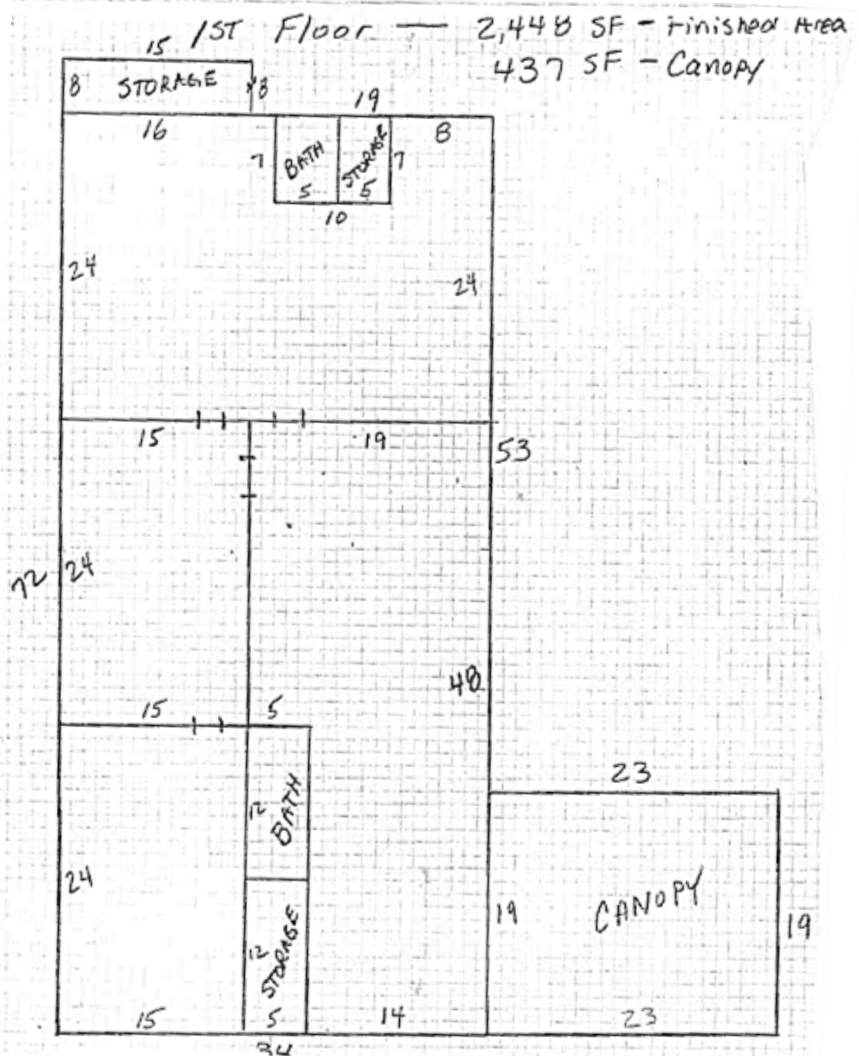 1ST Floor — 2,448 SF - Finished Area
437 SF - Canopy
15
8 STORAGE 8
19
16 8
7 BATH STORAGE 7
5 5
10
24 24
15 19
53
72 24
48
15 5
23
12 BATH
24
19 CANOPY 19
12 STORAGE
15 5 14 23
34